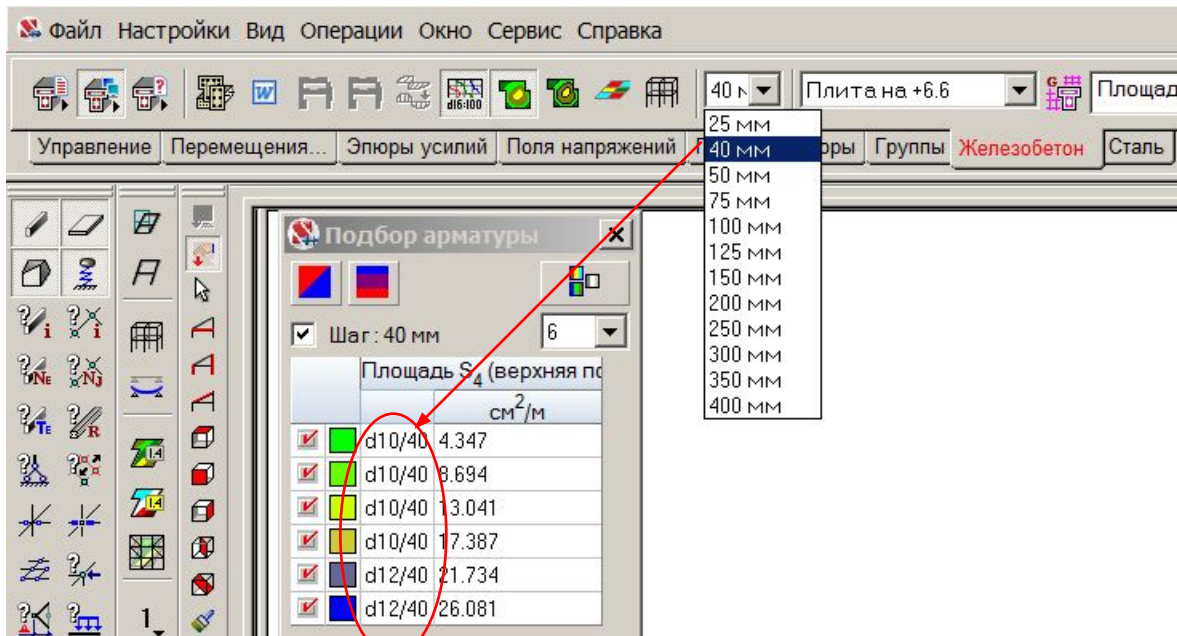 Файл Настройки Вид Операции Окно Сервис Справка
d16:100
40 м
Плита на +6.6
Площад
Управление Перемещения... Эпюры усилий Поля напряжений оры Группы Железобетон Сталь
25 мм
40 мм
50 мм
75 мм
100 мм
125 мм
150 мм
200 мм
250 мм
300 мм
350 мм
400 мм
Подбор арматуры
Шаг: 40 мм 6
Площадь S4 (верхняя по
см2/м
d10/40 4.347
d10/40 8.694
d10/40 13.041
d10/40 17.387
d12/40 21.734
d12/40 26.081